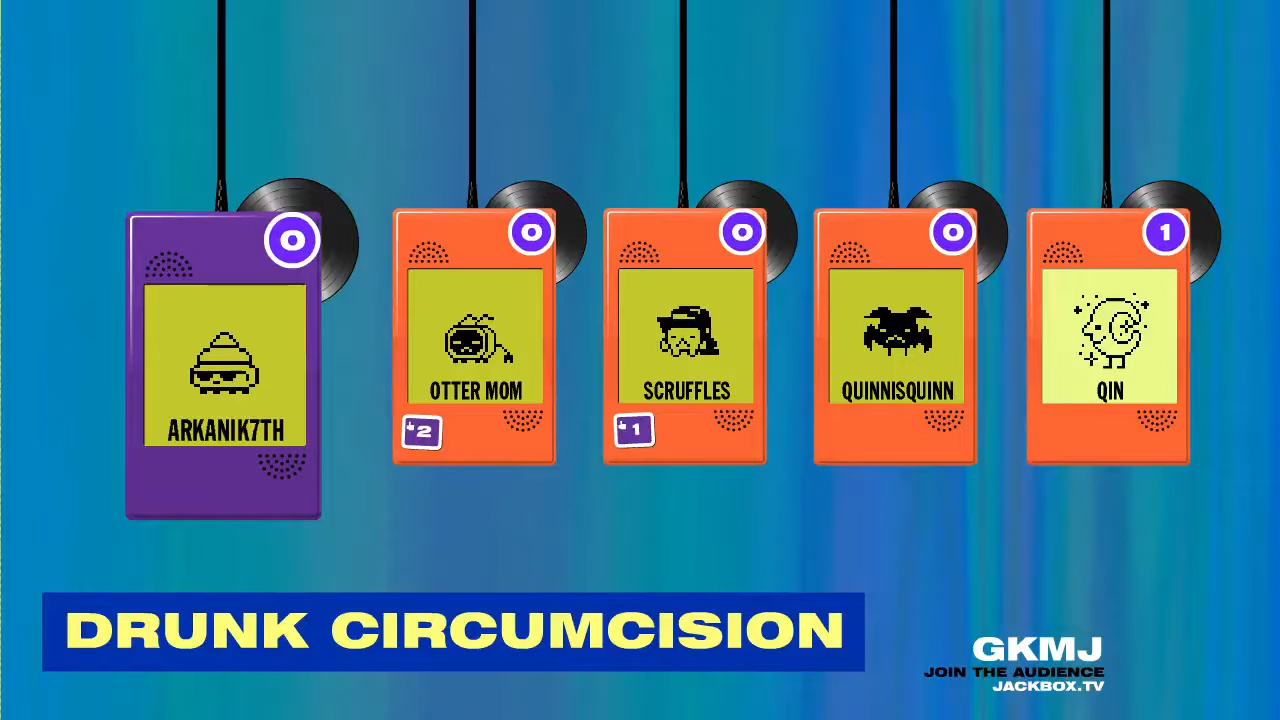 0
0
0
0
1
ARKANIK7TH
OTTER MOM
SCRUFFLES
QUINNISQUINN
QIN
2
1
DRUNK CIRCUMCISION
GKMJ
JOIN THE AUDIENCE
JACKBOX.TV